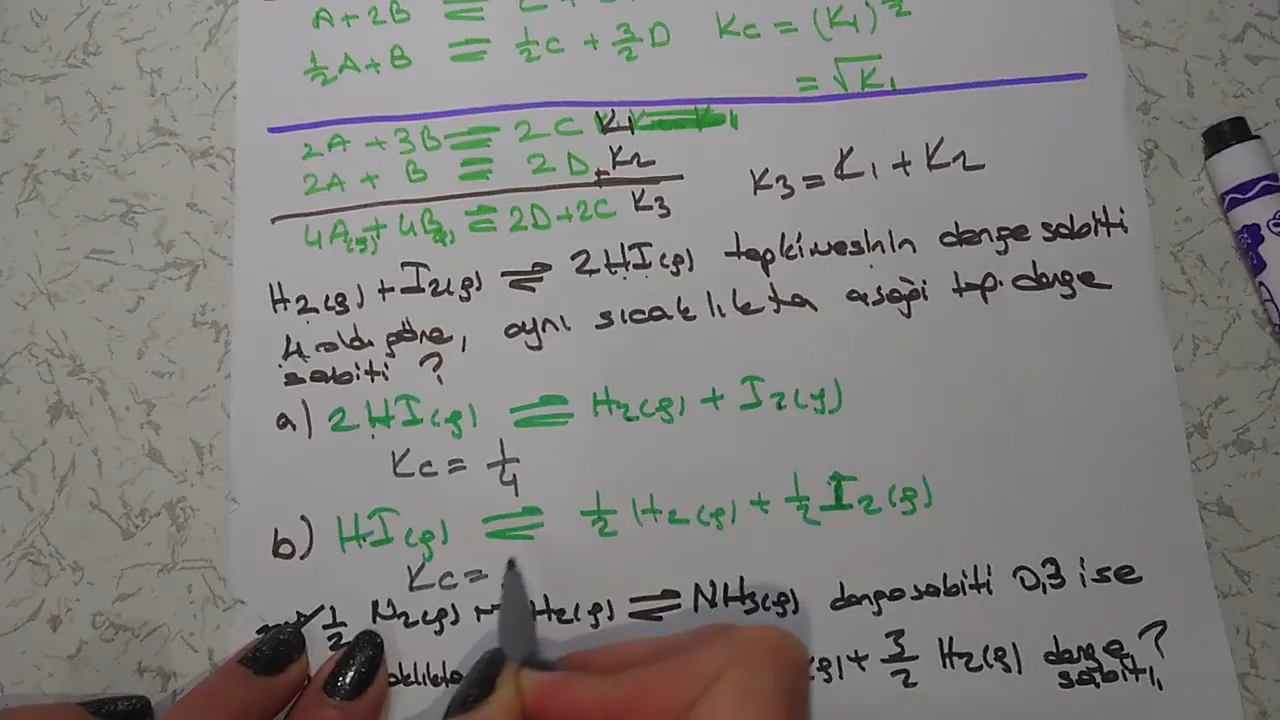 A + 2B ⇌
½A + B ⇌ ½C + 3/2 D Kc = (K1)^½
= √K1
2A + 3B ⇌ 2C K1
2A + B ⇌ 2D + K2
K3 = K1 + K2
4A(g) + 4B(g) ⇌ 2D + 2C K3
H2(g) + I2(g) ⇌ 2HI(g) tepkimesinin denge sabiti
4 old. göre, aynı sıcaklıkta aşağı tep. denge
sabiti ?
a) 2HI(g) ⇌ H2(g) + I2(g)
Kc = 1/4
b) HI(g) ⇌ ½ H2(g) + ½ I2(g)
Kc =
½ N2(g) H2(g) ⇌ NH3(g) denge sabiti 0,3 ise
(g) + 3/2 H2(g) denge ?
sabiti